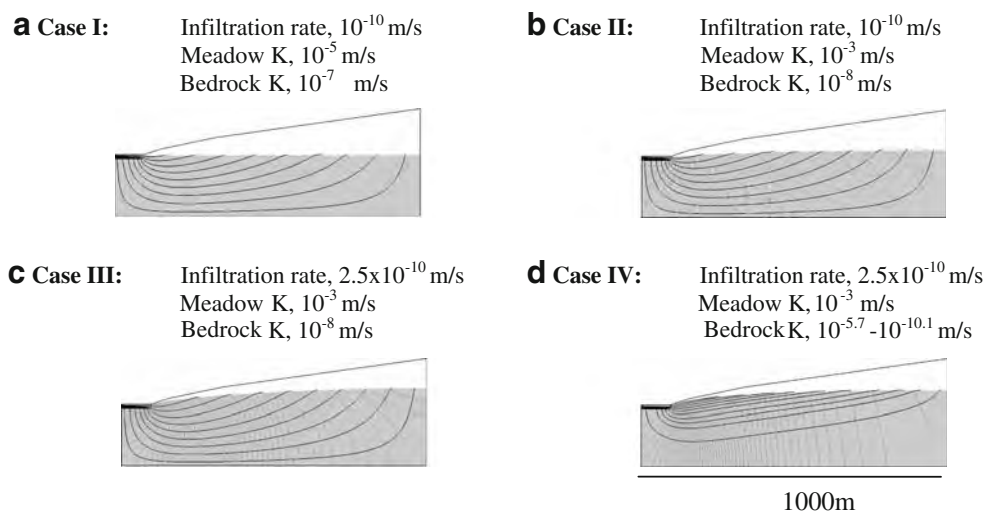 a Case I: Infiltration rate, 10⁻¹⁰ m/s
Meadow K, 10⁻⁵ m/s
Bedrock K, 10⁻⁷ m/s
b Case II: Infiltration rate, 10⁻¹⁰ m/s
Meadow K, 10⁻³ m/s
Bedrock K, 10⁻⁸ m/s
c Case III: Infiltration rate, 2.5x10⁻¹⁰ m/s
Meadow K, 10⁻³ m/s
Bedrock K, 10⁻⁸ m/s
d Case IV: Infiltration rate, 2.5x10⁻¹⁰ m/s
Meadow K, 10⁻³ m/s
Bedrock K, 10⁻⁵·⁷ -10⁻¹⁰·¹ m/s
1000m